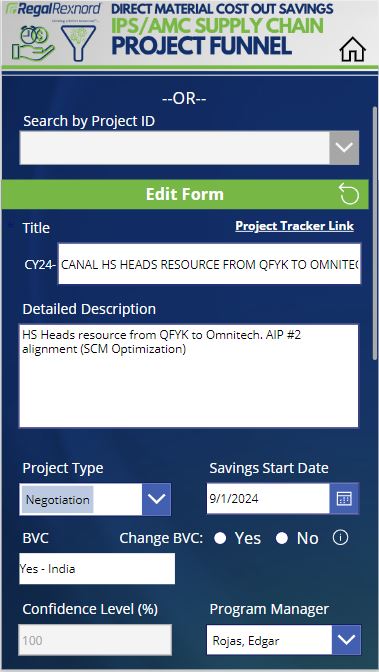 RegalRexnord
DIRECT MATERIAL COST OUT SAVINGS
IPS/AMC SUPPLY CHAIN
PROJECT FUNNEL
--OR--
Search by Project ID
Edit Form
Title
Project Tracker Link
CY24-
CANAL HS HEADS RESOURCE FROM QFYK TO OMNITEC
Detailed Description
HS Heads resource from QFYK to Omnitech. AIP #2
alignment (SCM Optimization)
Project Type
Savings Start Date
Negotiation
9/1/2024
BVC
Change BVC:
Yes
No
Yes - India
Confidence Level (%)
Program Manager
100
Rojas, Edgar